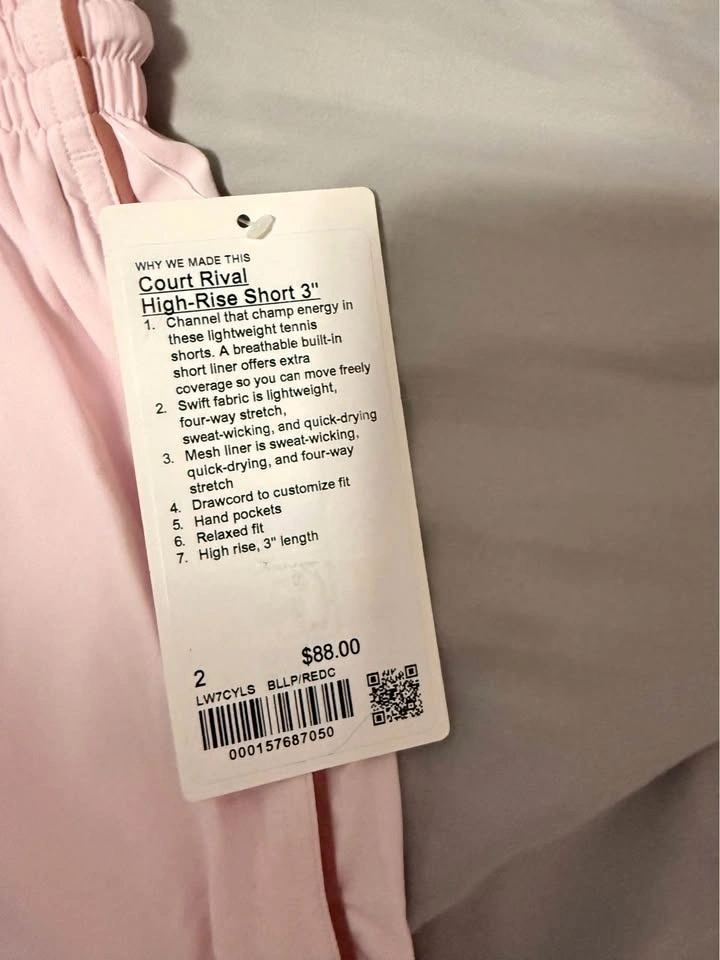 WHY WE MADE THIS
Court Rival
High-Rise Short 3"
1. Channel that champ energy in
these lightweight tennis
shorts. A breathable built-in
short liner offers extra
coverage so you can move freely
2. Swift fabric is lightweight,
four-way stretch,
sweat-wicking, and quick-drying
3. Mesh liner is sweat-wicking,
quick-drying, and four-way
stretch
4. Drawcord to customize fit
5. Hand pockets
6. Relaxed fit
7. High rise, 3" length
$88.00
2
LW7CYLS BLLP/REDC
000157687050